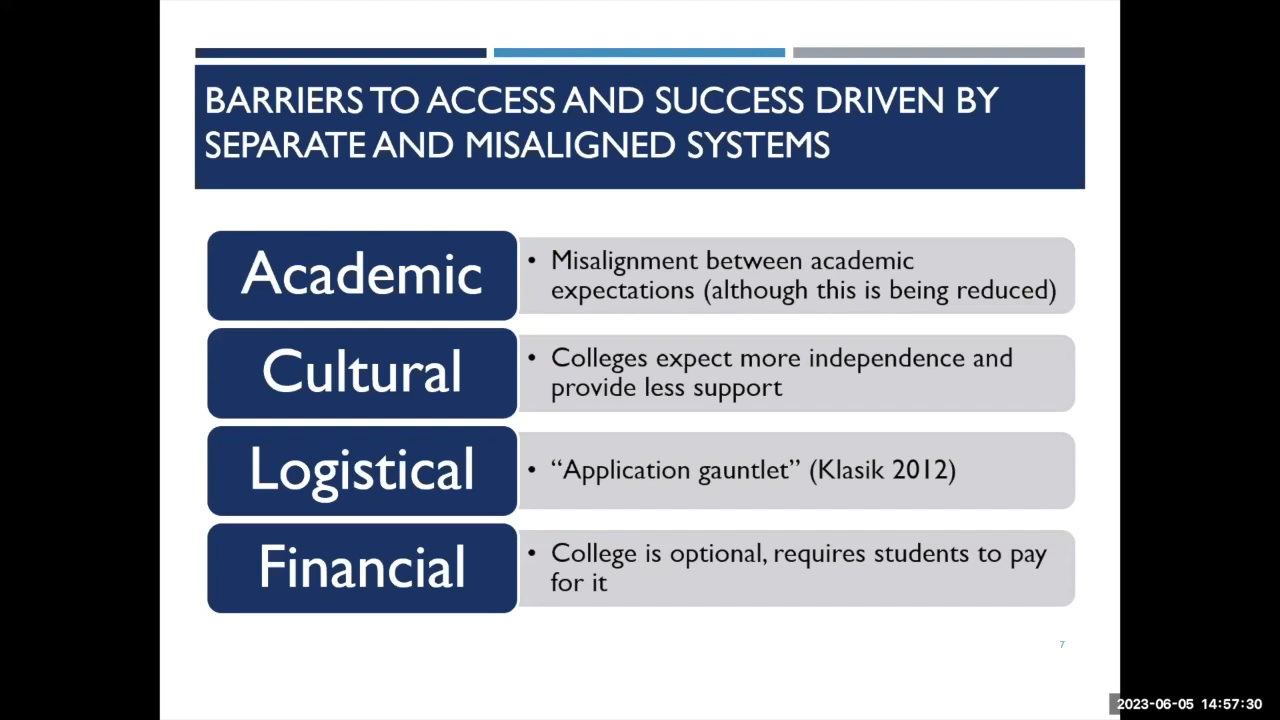 BARRIERS TO ACCESS AND SUCCESS DRIVEN BY
SEPARATE AND MISALIGNED SYSTEMS
Academic
• Misalignment between academic
expectations (although this is being reduced)
Cultural
• Colleges expect more independence and
provide less support
Logistical
• “Application gauntlet” (Klasik 2012)
Financial
• College is optional, requires students to pay
for it
7
2023-06-05 14:57:30